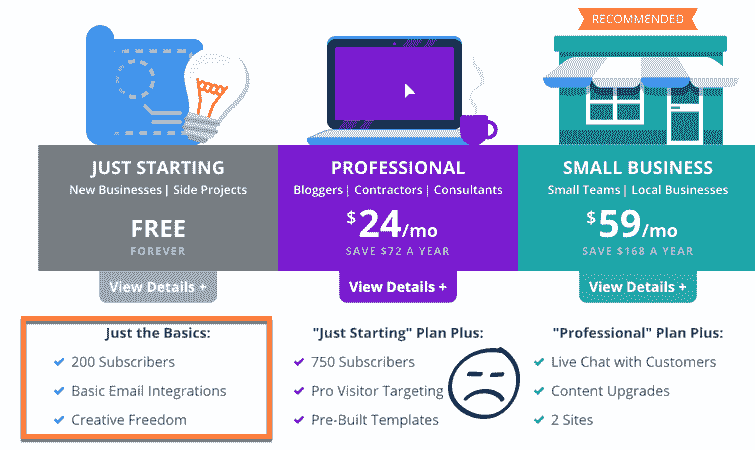 RECOMMENDED
JUST STARTING
New Businesses | Side Projects
FREE
FOREVER
View Details +
PROFESSIONAL
Bloggers | Contractors | Consultants
$24/mo
SAVE $72 A YEAR
View Details +
SMALL BUSINESS
Small Teams | Local Businesses
$59/mo
SAVE $168 A YEAR
View Details +
Just the Basics:
200 Subscribers
Basic Email Integrations
Creative Freedom
"Just Starting" Plan Plus:
750 Subscribers
Pro Visitor Targeting
Pre-Built Templates
"Professional" Plan Plus:
Live Chat with Customers
Content Upgrades
2 Sites